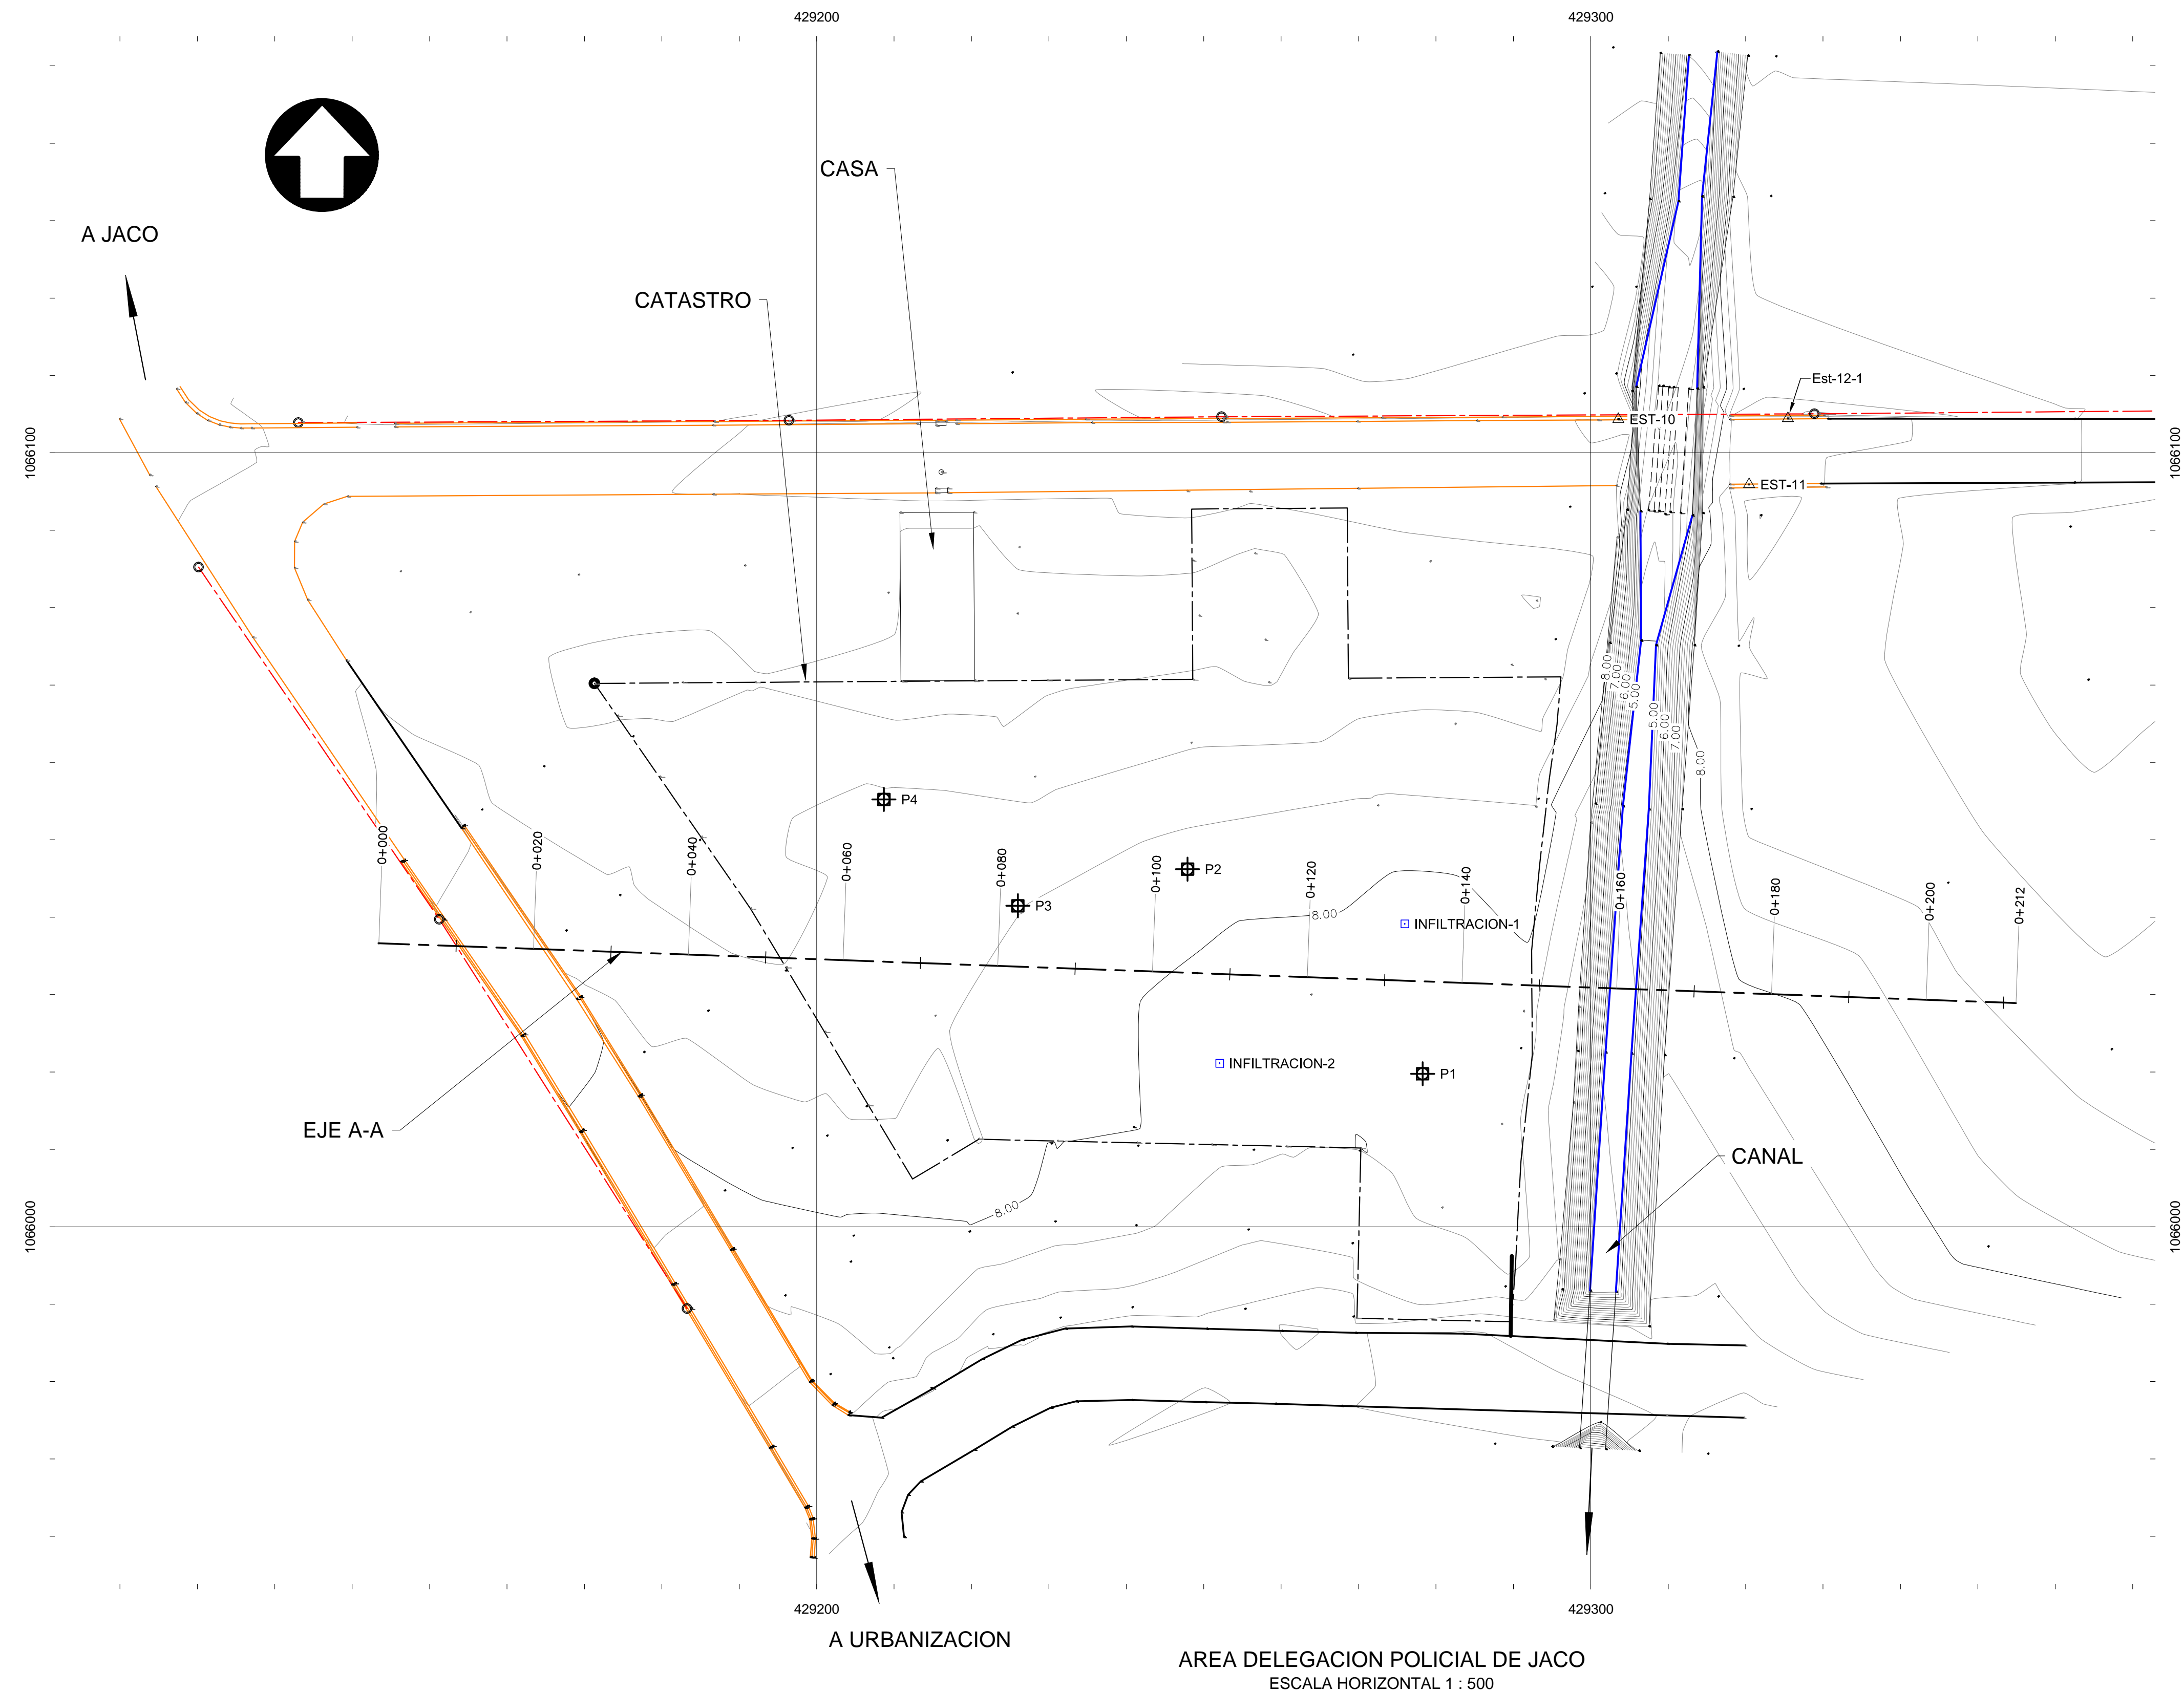 429200
429300
CASA
A JACO
CATASTRO
Est-12-1
EST-10
1066100
1066100
EST-11
8.00
7.00
6.00
5.00
5.00
6.00
7.00
8.00
P4
0+000
0+020
0+040
0+060
0+080
0+100
0+120
0+140
0+160
0+180
0+200
0+212
P2
P3
8.00
INFILTRACION-1
INFILTRACION-2
P1
EJE A-A
CANAL
8.00
1066000
1066000
429200
429300
A URBANIZACION
AREA DELEGACION POLICIAL DE JACO
ESCALA HORIZONTAL 1 : 500